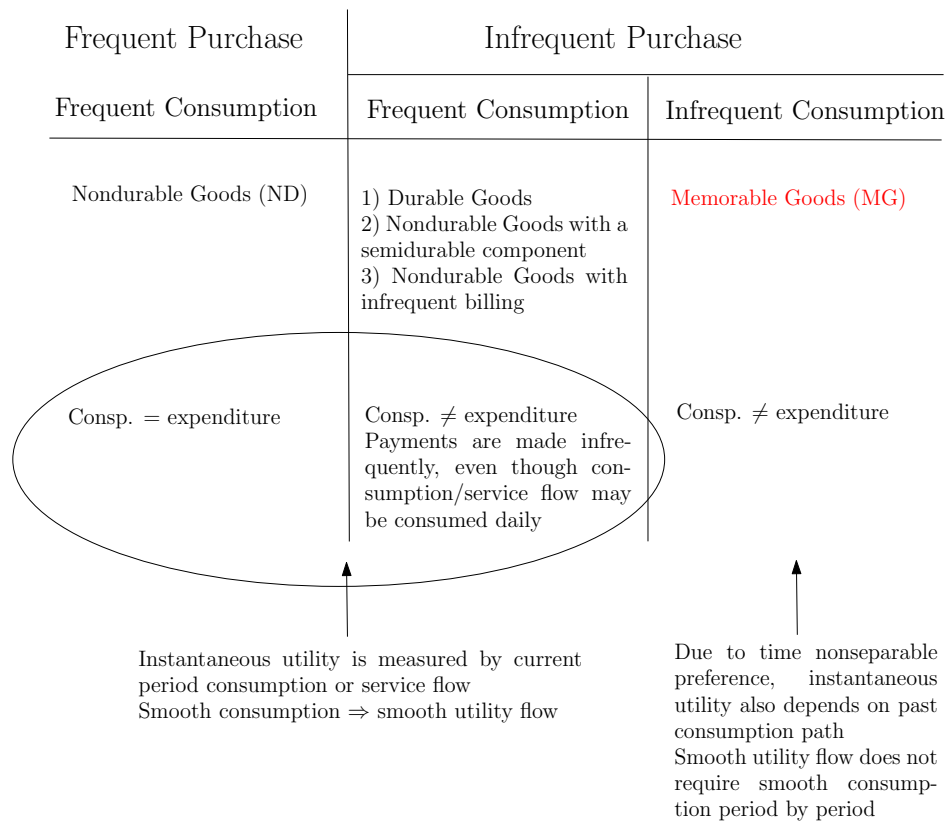 Frequent Purchase
Infrequent Purchase
Frequent Consumption
Frequent Consumption
Infrequent Consumption
Nondurable Goods (ND)
1) Durable Goods
2) Nondurable Goods with a
semidurable component
3) Nondurable Goods with
infrequent billing
Memorable Goods (MG)
Consp. = expenditure
Consp. ≠ expenditure
Payments are made infre-
quently, even though con-
sumption/service flow may
be consumed daily
Consp. ≠ expenditure
Instantaneous utility is measured by current
period consumption or service flow
Smooth consumption ⇒ smooth utility flow
Due to time nonseparable
preference, instantaneous
utility also depends on past
consumption path
Smooth utility flow does not
require smooth consump-
tion period by period